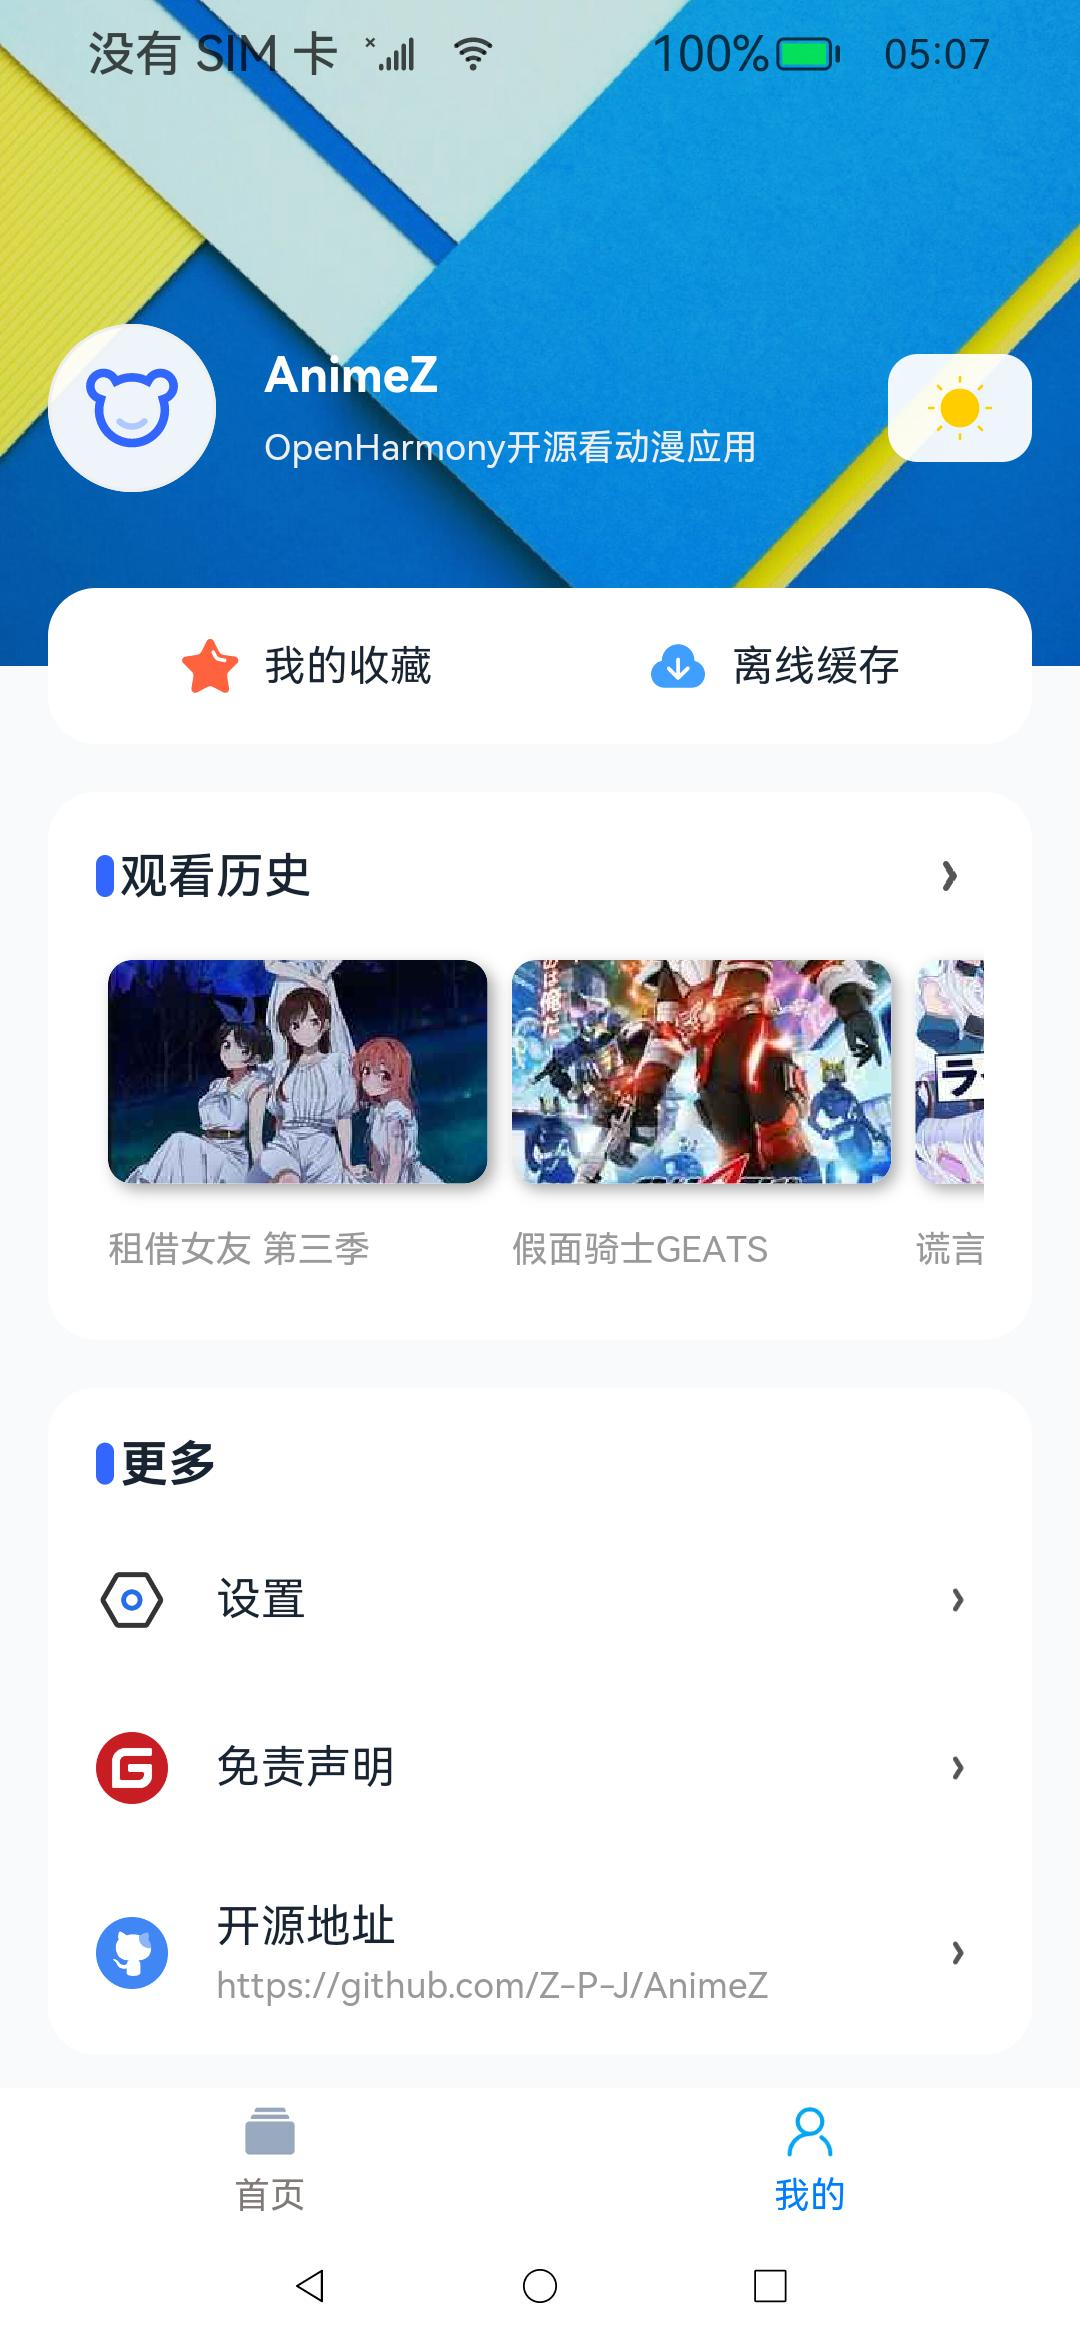 没有 SIM 卡
100%
05:07
AnimeZ
OpenHarmony开源看动漫应用
我的收藏
离线缓存
观看历史
租借女友 第三季
假面骑士GEATS
谎言
更多
设置
免责声明
开源地址
https://github.com/Z-P-J/AnimeZ
首页
我的